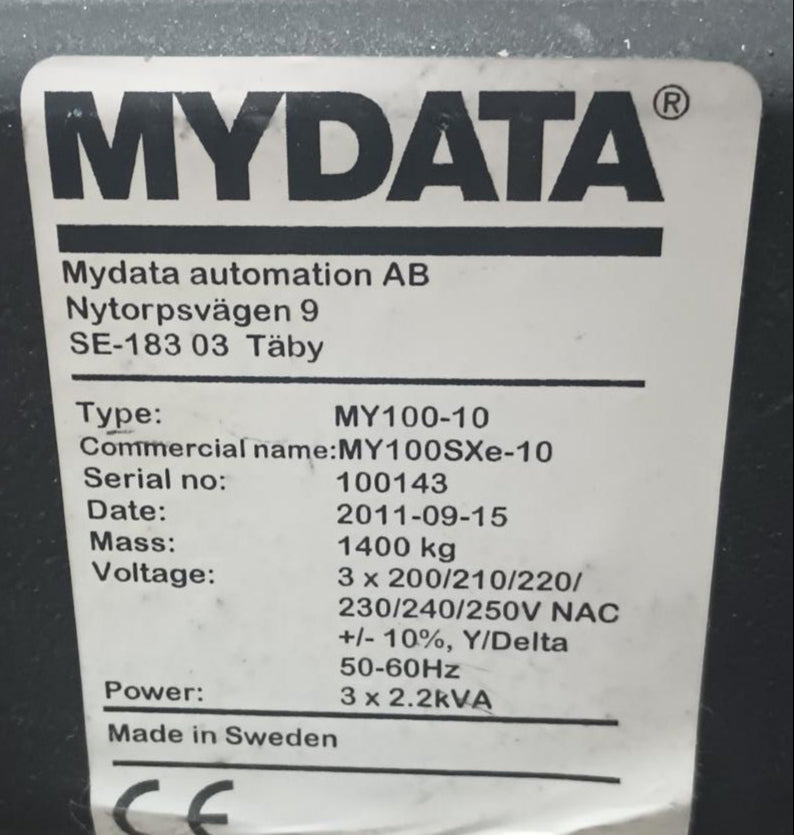 MYDATA®
Mydata automation AB
Nytorpsvägen 9
SE-183 03 Täby
Type: MY100-10
Commercial name:MY100SXe-10
Serial no: 100143
Date: 2011-09-15
Mass: 1400 kg
Voltage: 3 x 200/210/220/
230/240/250V NAC
+/- 10%, Y/Delta
50-60Hz
Power: 3 x 2.2kVA
Made in Sweden
CE